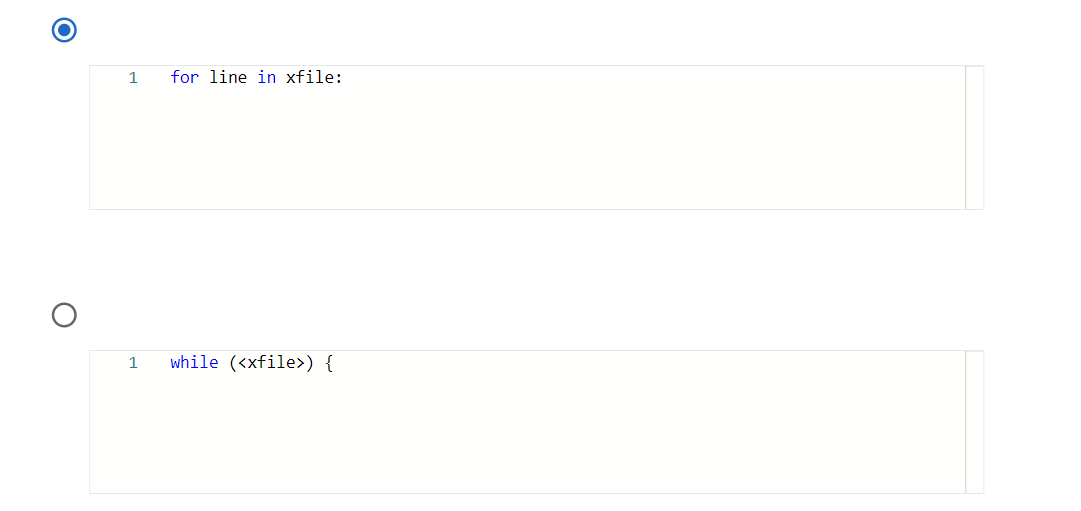 1 for line in xfile:
1 while (<xfile>) {